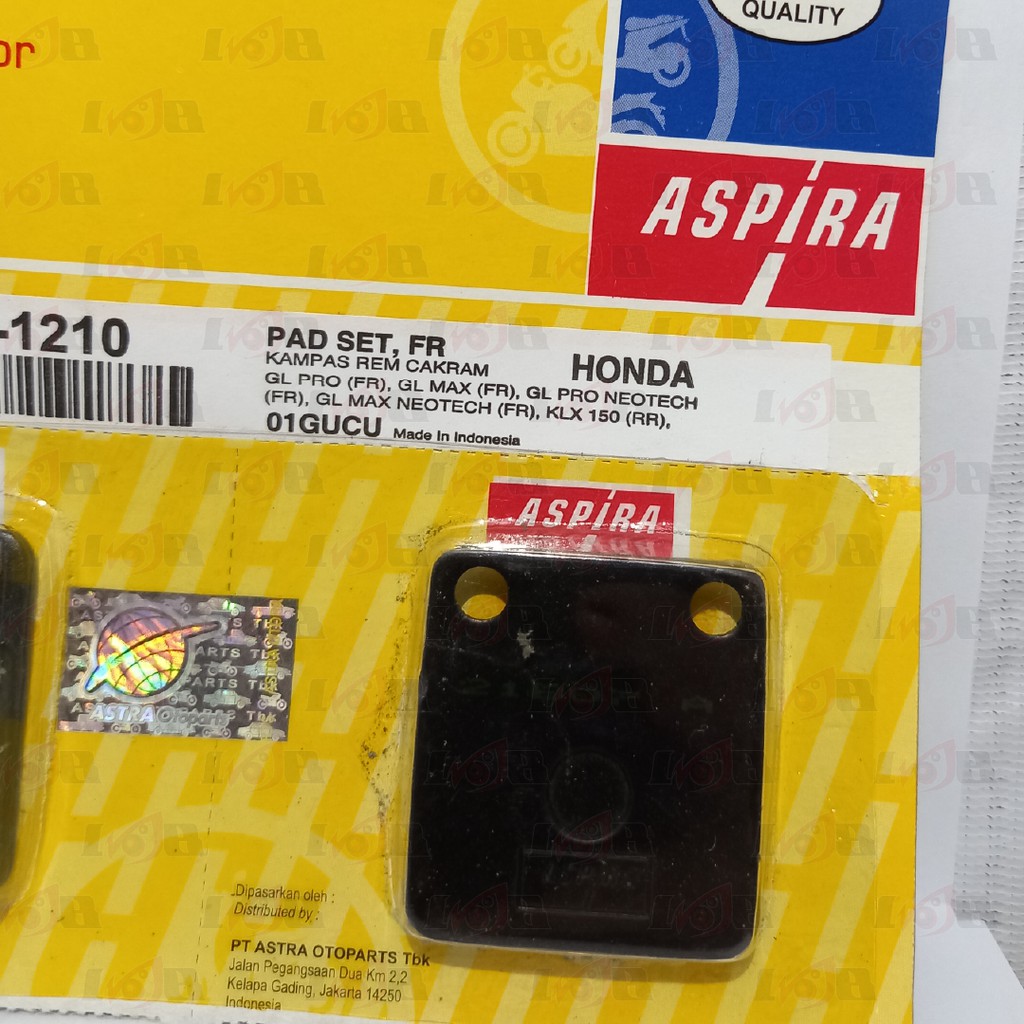 QUALITY
or
ASPIRA
-1210
PAD SET, FR
KAMPAS REM CAKRAM
HONDA
GL PRO (FR), GL MAX (FR), GL PRO NEOTECH
(FR), GL MAX NEOTECH (FR), KLX 150 (RR),
01GUCU Made In Indonesia
ASPIRA
ASTRA Otoparts Tbk
Dipasarkan oleh :
Distributed by :
PT ASTRA OTOPARTS Tbk
Jalan Pegangsaan Dua Km 2,2
Kelapa Gading, Jakarta 14250
Indonesia